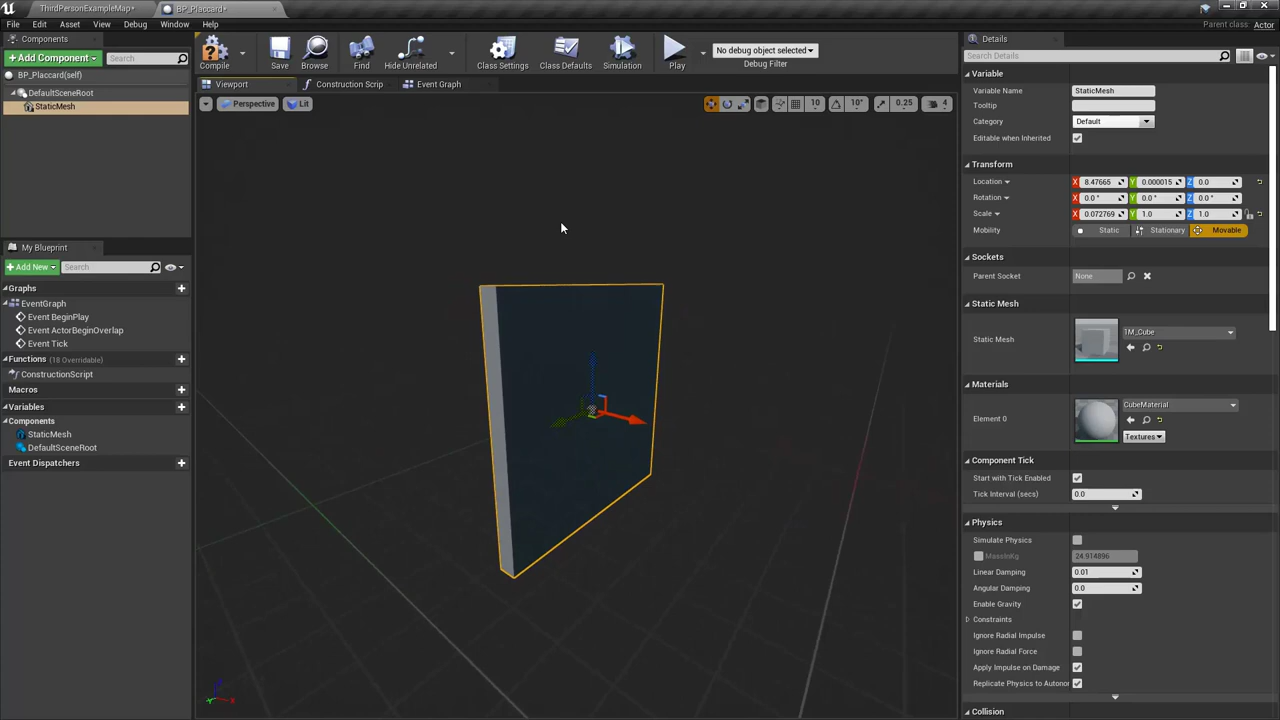 ThirdPersonExampleMap*
BP_Placcard*
File Edit Asset View Debug Window Help
Parent class: Actor
Components
+ Add Component Search
BP_Placcard(self)
DefaultSceneRoot
StaticMesh
Compile Save Browse Find Hide Unrelated Class Settings Class Defaults Simulation Play
No debug object selected
Debug Filter
Viewport Construction Scrip Event Graph
Perspective Lit 10 10° 0.25 4
My Blueprint
+ Add New Search
Graphs
EventGraph
Event BeginPlay
Event ActorBeginOverlap
Event Tick
Functions (18 Overridable)
ConstructionScript
Macros
Variables
Components
StaticMesh
DefaultSceneRoot
Event Dispatchers
Details
Search Details
Variable
Variable Name StaticMesh
Tooltip
Category Default
Editable when Inherited
Transform
Location X 8.47665 Y 0.000015 Z 0.0
Rotation X 0.0 ° Y 0.0 ° Z 0.0 °
Scale X 0.072769 Y 1.0 Z 1.0
Mobility Static Stationary Movable
Sockets
Parent Socket None
Static Mesh
Static Mesh 1M_Cube
Materials
Element 0 CubeMaterial
Textures
Component Tick
Start with Tick Enabled
Tick Interval (secs) 0.0
Physics
Simulate Physics
MassInKg 24.914896
Linear Damping 0.01
Angular Damping 0.0
Enable Gravity
Constraints
Ignore Radial Impulse
Ignore Radial Force
Apply Impulse on Damage
Replicate Physics to Autonor
Collision